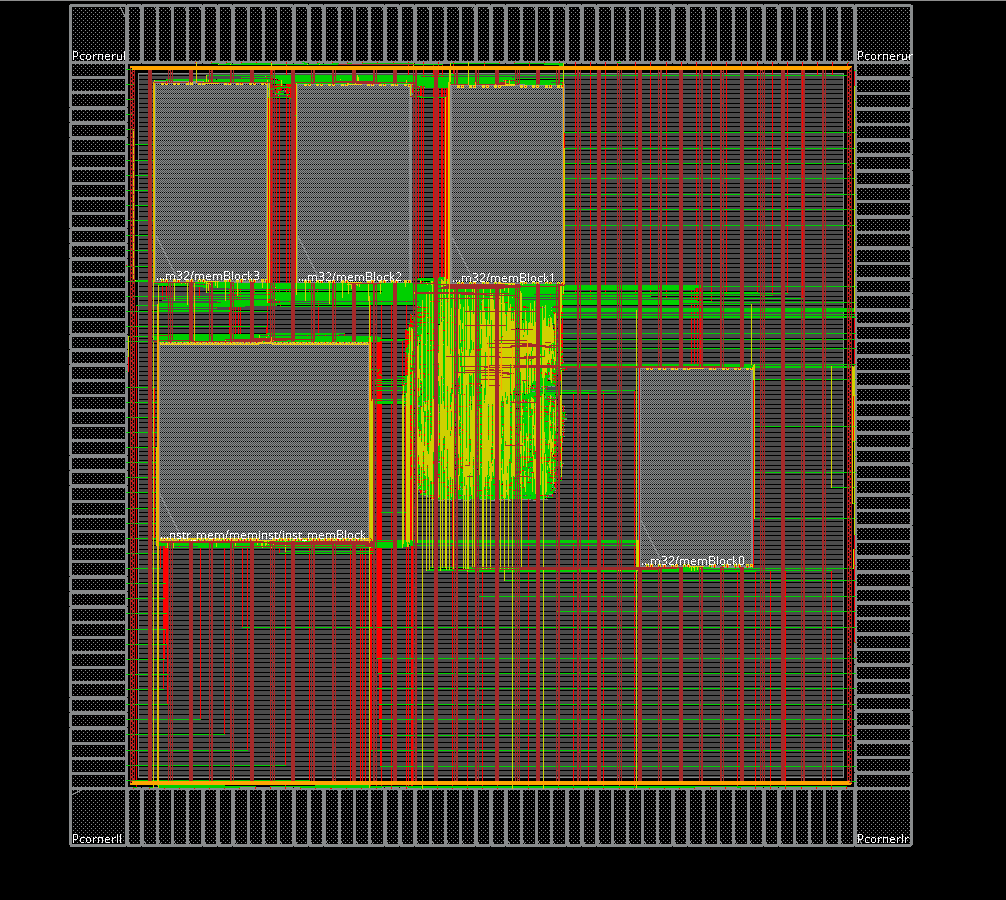 Pcornerul
Pcornerur
...m32/memBlock3
...m32/memBlock2
...m32/memBlock1
...nstr_mem/meminst/inst_memBlock
...m32/memBlock0
Pcornerll
Pcornerlr